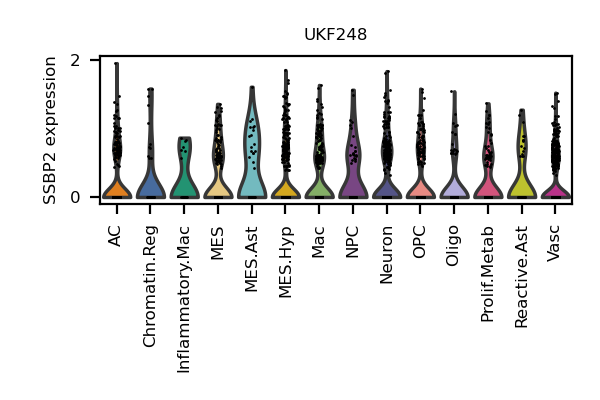 UKF248
SSBP2 expression
2
0
AC
Chromatin.Reg
Inflammatory.Mac
MES
MES.Ast
MES.Hyp
Mac
NPC
Neuron
OPC
Oligo
Prolif.Metab
Reactive.Ast
Vasc